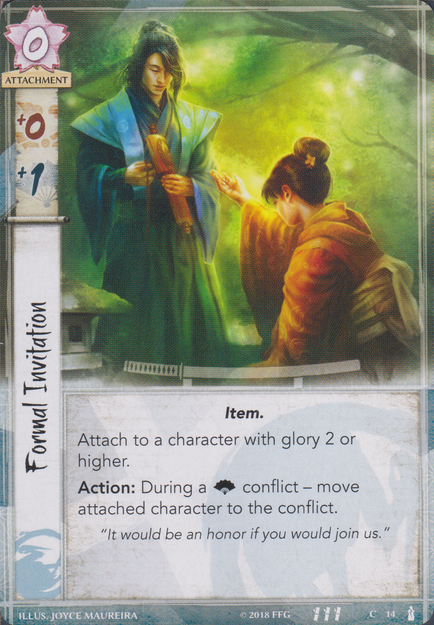 0
ATTACHMENT
+0
+1
Formal Invitation
Item.
Attach to a character with glory 2 or
higher.
Action: During a conflict – move
attached character to the conflict.
"It would be an honor if you would join us."
ILLUS. JOYCE MAUREIRA © 2018 FFG C 14